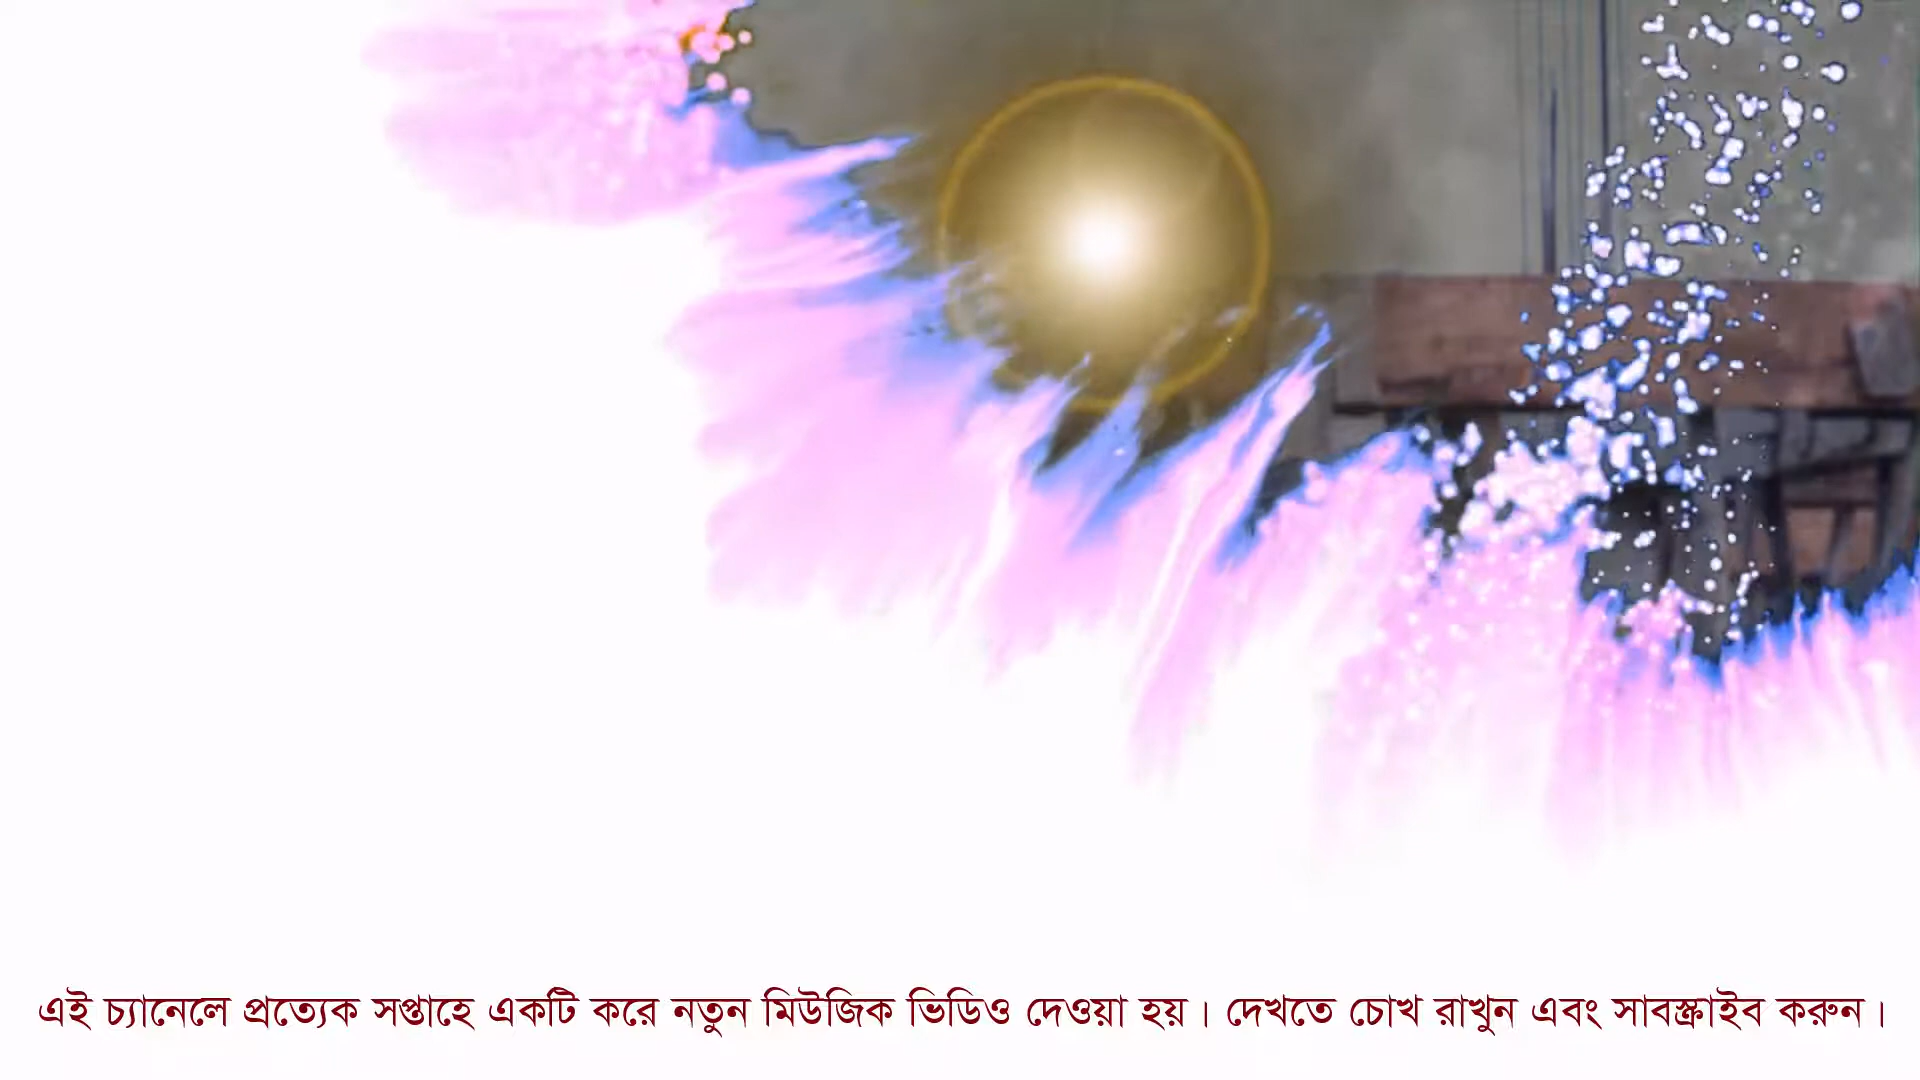 এই চ্যানেলে প্রত্যেক সপ্তাহে একটি করে নতুন মিউজিক ভিডিও দেওয়া হয়। দেখতে চোখ রাখুন এবং সাবস্ক্রাইব করুন।